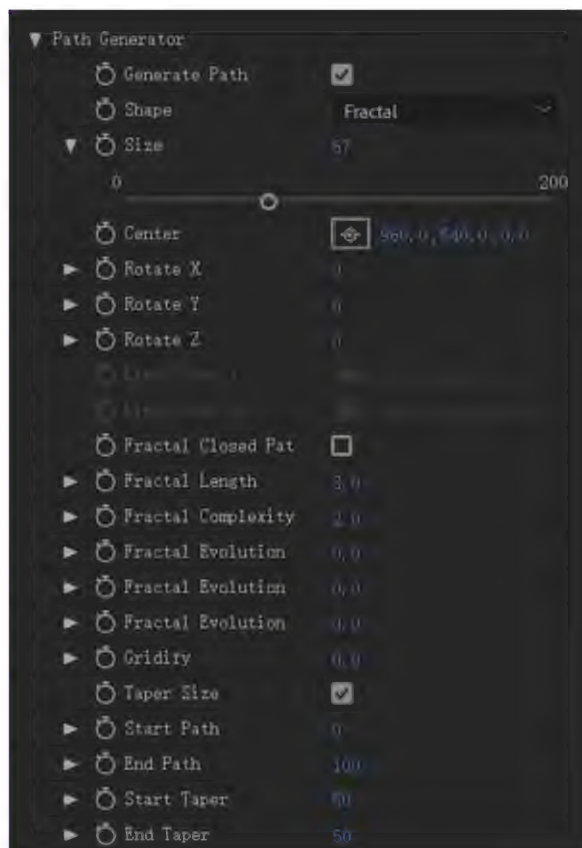 Path Generator
Generate Path
Shape Fractal
Size 67
0 200
Center 960.0,540.0,0.0
Rotate X 0
Rotate Y 0
Rotate Z 0
Fractal Closed Pat
Fractal Length 3.0
Fractal Complexity 2.0
Fractal Evolution 0.0
Fractal Evolution 0.0
Fractal Evolution 0.0
Gridify 0.0
Taper Size
Start Path 0
End Path 100
Start Taper 50
End Taper 50